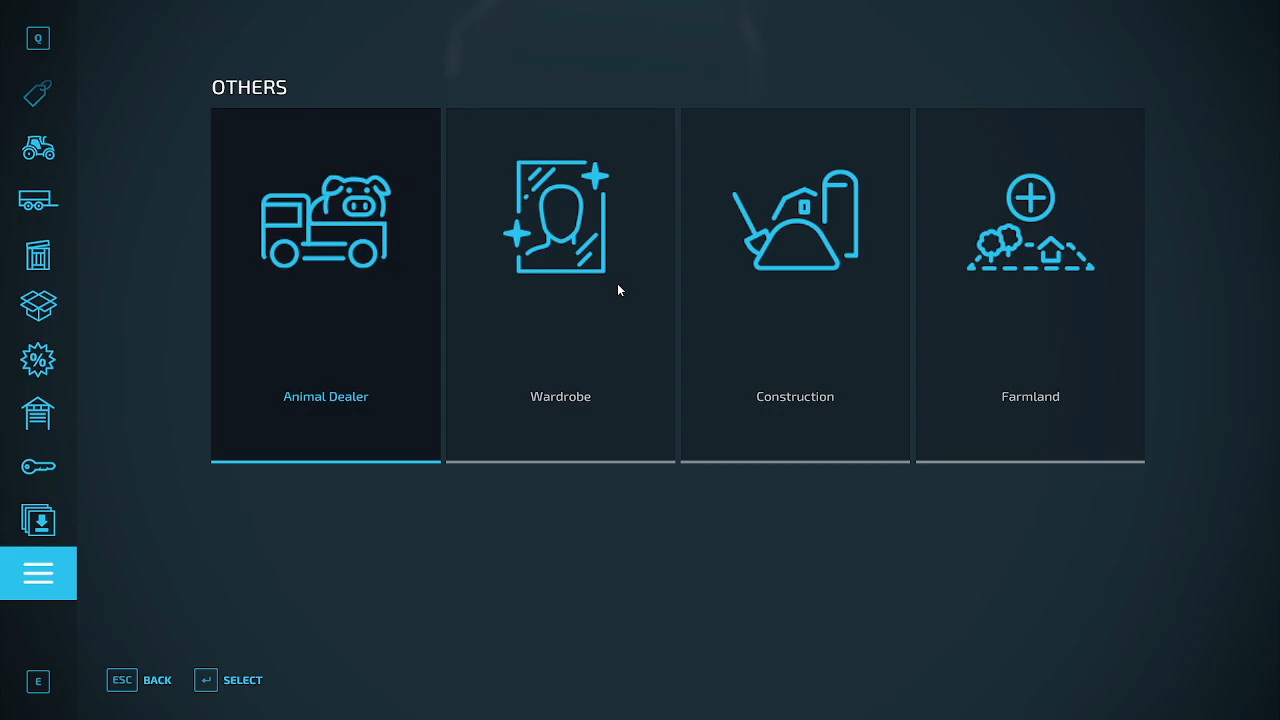 Q
OTHERS
Animal Dealer
Wardrobe
Construction
Farmland
%
E
ESC BACK
↵ SELECT